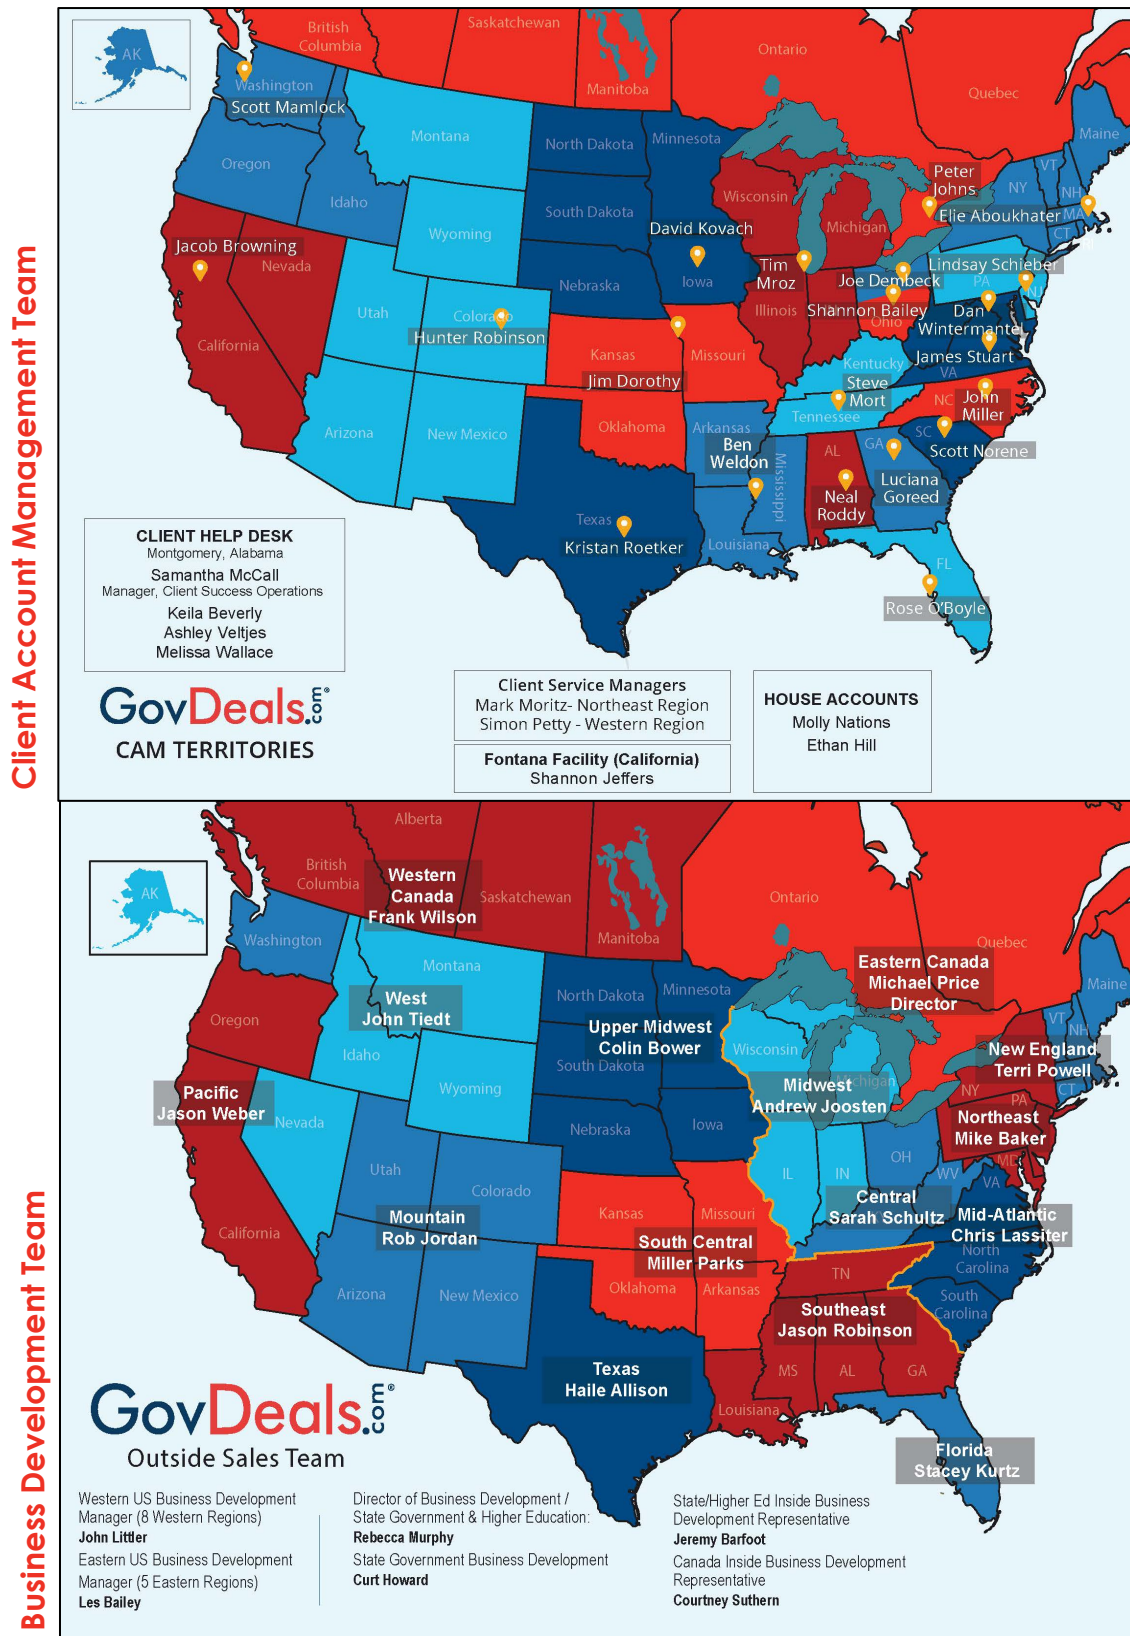 Client Account Management Team
British
Columbia
Saskatchewan
Manitoba
Ontario
Quebec
AK
Washington
Scott Mamlock
Oregon
Idaho
Montana
Wyoming
North Dakota
South Dakota
Nebraska
Minnesota
David Kovach
Iowa
Wisconsin
Michigan
Peter
Johns
Elie Aboukhater
Maine
VT
NH
NY
MA
CT
Jacob Browning
Nevada
California
Utah
Colorado
Hunter Robinson
Arizona
New Mexico
Kansas
Missouri
Jim Dorothy
Oklahoma
Tim
Mroz
Illinois
Joe Dembeck
Shannon Bailey
Ohio
Lindsay Schieber
PA
NJ
Dan
Wintermantel
James Stuart
VA
Kentucky
Steve
Mort
Tennessee
NC
John
Miller
SC
Scott Norene
Arkansas
Ben
Weldon
Mississippi
AL
Neal
Roddy
GA
Luciana
Goreed
Louisiana
Texas
Kristan Roetker
FL
Rose O'Boyle
CLIENT HELP DESK
Montgomery, Alabama
Samantha McCall
Manager, Client Success Operations
Keila Beverly
Ashley Veltjes
Melissa Wallace
GovDeals.com®
CAM TERRITORIES
Client Service Managers
Mark Moritz- Northeast Region
Simon Petty - Western Region
Fontana Facility (California)
Shannon Jeffers
HOUSE ACCOUNTS
Molly Nations
Ethan Hill
Business Development Team
Alberta
British
Columbia
Western
Canada
Frank Wilson
Saskatchewan
Manitoba
Ontario
Quebec
Eastern Canada
Michael Price
Director
AK
Washington
Oregon
Montana
West
John Tiedt
Idaho
Wyoming
Nevada
Pacific
Jason Weber
California
North Dakota
Minnesota
Upper Midwest
Colin Bower
South Dakota
Nebraska
Iowa
Wisconsin
Michigan
Midwest
Andrew Joosten
IL
IN
OH
WV
Central
Sarah Schultz
Maine
VT
NH
New England
Terri Powell
CT
NY
PA
Northeast
Mike Baker
MD
VA
Mid-Atlantic
Chris Lassiter
North
Carolina
South
Carolina
Utah
Colorado
Mountain
Rob Jordan
Arizona
New Mexico
Kansas
Missouri
South Central
Miller Parks
Oklahoma
Arkansas
TN
Southeast
Jason Robinson
MS
AL
GA
Louisiana
Texas
Haile Allison
Florida
Stacey Kurtz
GovDeals.com®
Outside Sales Team
Western US Business Development
Manager (8 Western Regions)
John Littler
Eastern US Business Development
Manager (5 Eastern Regions)
Les Bailey
Director of Business Development /
State Government & Higher Education:
Rebecca Murphy
State Government Business Development
Curt Howard
State/Higher Ed Inside Business
Development Representative
Jeremy Barfoot
Canada Inside Business Development
Representative
Courtney Suthern